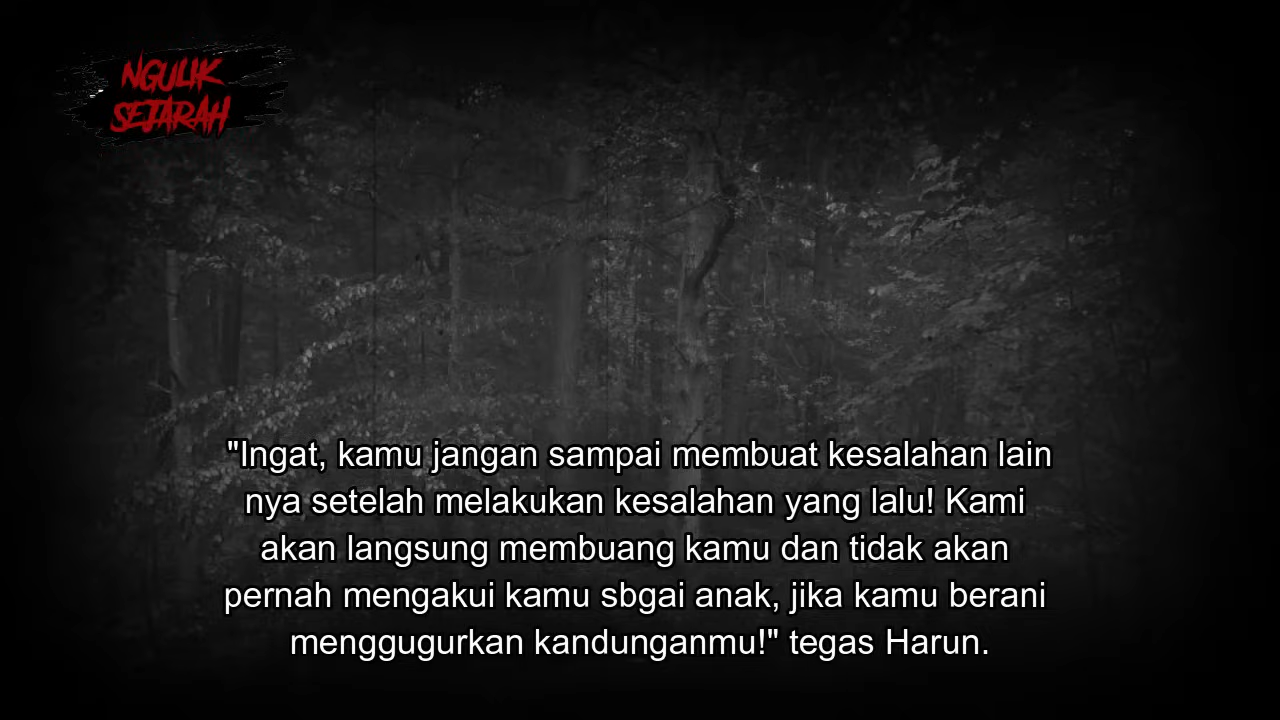 NGULIK
SEJARAH
"Ingat, kamu jangan sampai membuat kesalahan lain
nya setelah melakukan kesalahan yang lalu! Kami
akan langsung membuang kamu dan tidak akan
pernah mengakui kamu sbgai anak, jika kamu berani
menggugurkan kandunganmu!" tegas Harun.